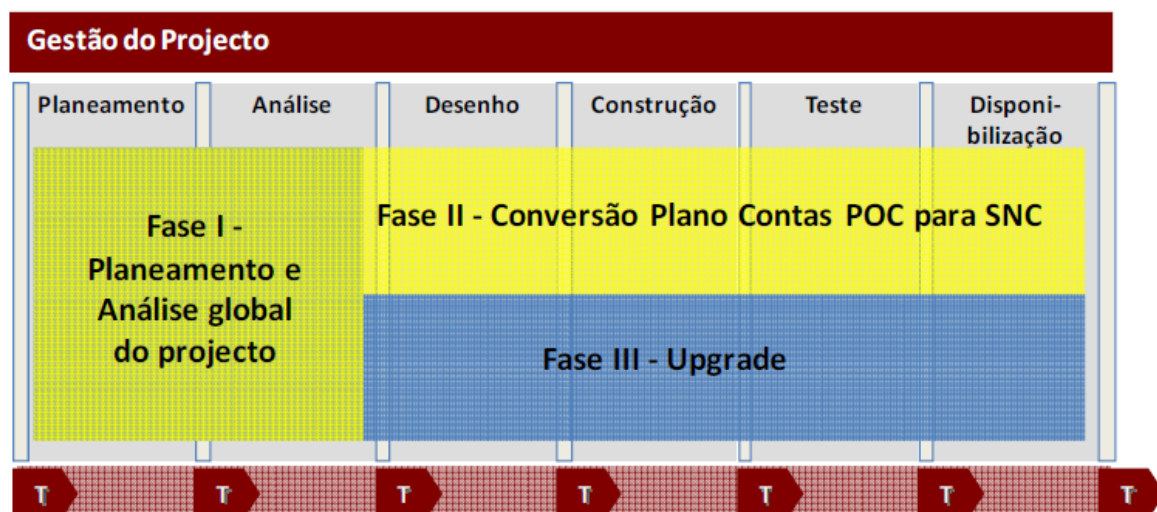 Gestão do Projecto
Planeamento
Análise
Desenho
Construção
Teste
Disponi-
bilização
Fase I -
Planeamento e
Análise global
do projecto
Fase II - Conversão Plano Contas POC para SNC
Fase III - Upgrade
T
T
T
T
T
T
T